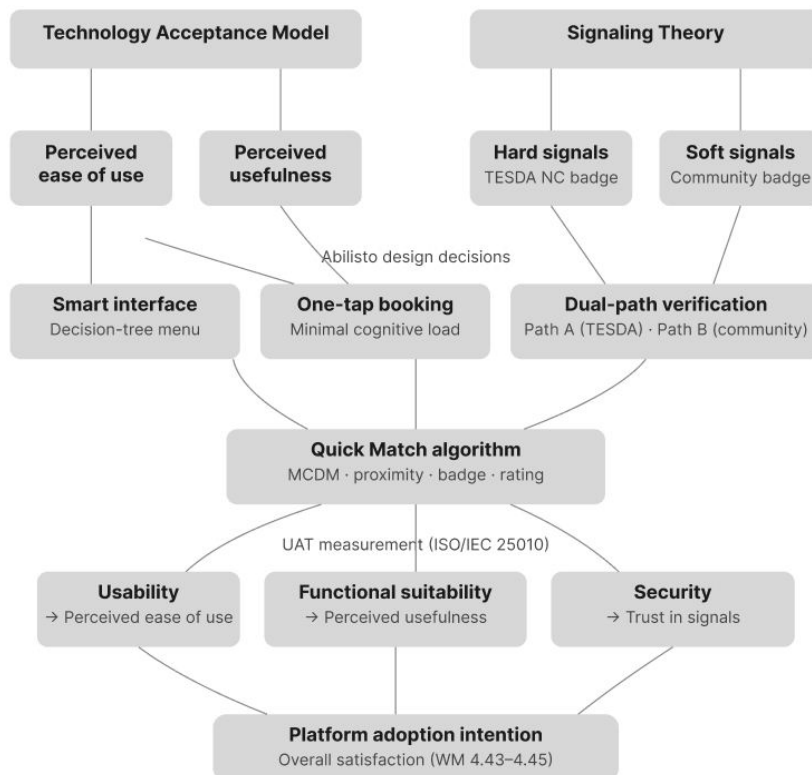 Technology Acceptance Model
Signaling Theory
Perceived
ease of use
Perceived
usefulness
Hard signals
TESDA NC badge
Soft signals
Community badge
Abilisto design decisions
Smart interface
Decision-tree menu
One-tap booking
Minimal cognitive load
Dual-path verification
Path A (TESDA) · Path B (community)
Quick Match algorithm
MCDM · proximity · badge · rating
UAT measurement (ISO/IEC 25010)
Usability
→ Perceived ease of use
Functional suitability
→ Perceived usefulness
Security
→ Trust in signals
Platform adoption intention
Overall satisfaction (WM 4.43–4.45)